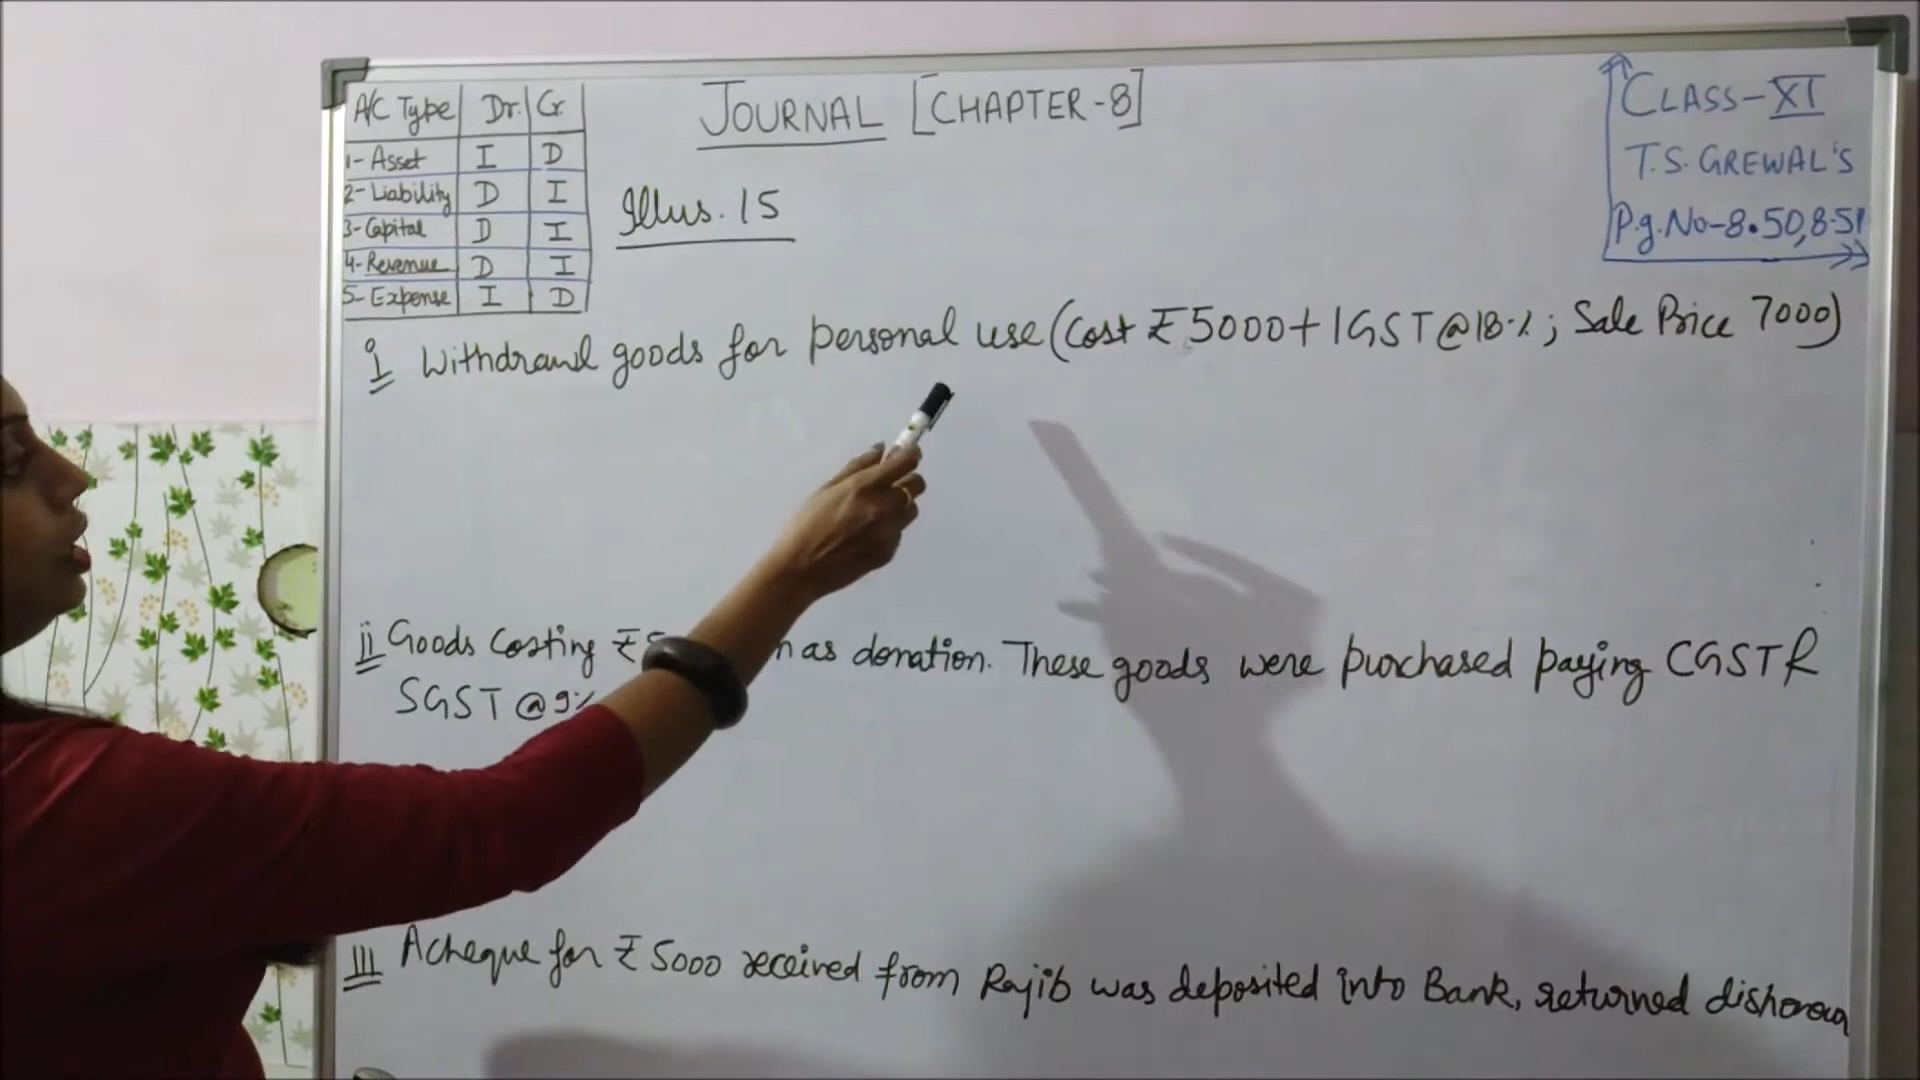 JOURNAL [CHAPTER-8]
CLASS-XI
T.S. GREWAL'S
P.g.No-8.50,8.51
A/C Type Dr. Cr.
1- Asset I D
2- Liability D I
3- Capital D I
4- Revenue D I
5- Expense I D
Illus. 15
i Withdrawl goods for personal use (Cost ₹5000+IGST@18%; Sale Price 7000)
ii Goods Costing ₹ as donation. These goods were purchased paying CGST &
SGST @9%
iii A cheque for ₹5000 received from Rajib was deposited into Bank, returned